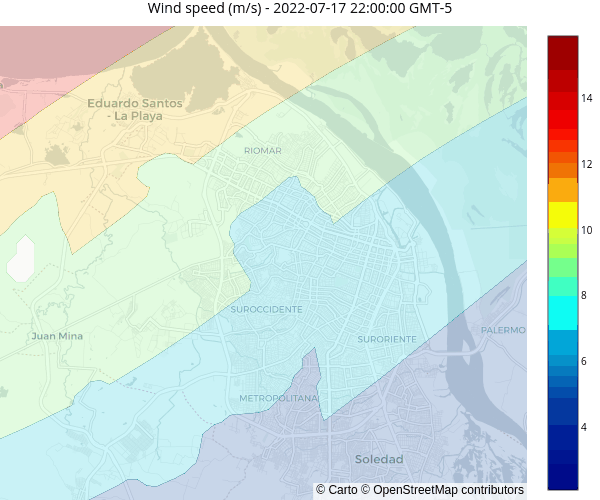 Wind speed (m/s) - 2022-07-17 22:00:00 GMT-5
Eduardo Santos
- La Playa
RIOMAR
14
12
10
8
6
4
SUROCCIDENTE
PALERMO
Juan Mina
SURORIENTE
METROPOLITANA
Soledad
© Carto © OpenStreetMap contributors